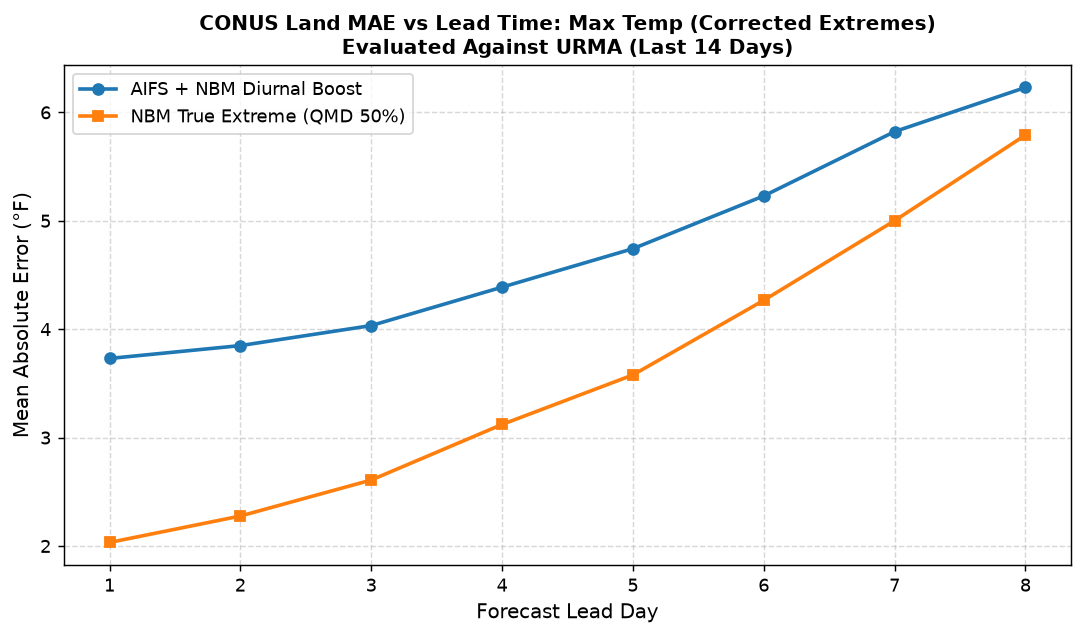 CONUS Land MAE vs Lead Time: Max Temp (Corrected Extremes)
Evaluated Against URMA (Last 14 Days)
AIFS + NBM Diurnal Boost
NBM True Extreme (QMD 50%)
Mean Absolute Error (°F)
6
5
4
3
2
1 2 3 4 5 6 7 8
Forecast Lead Day